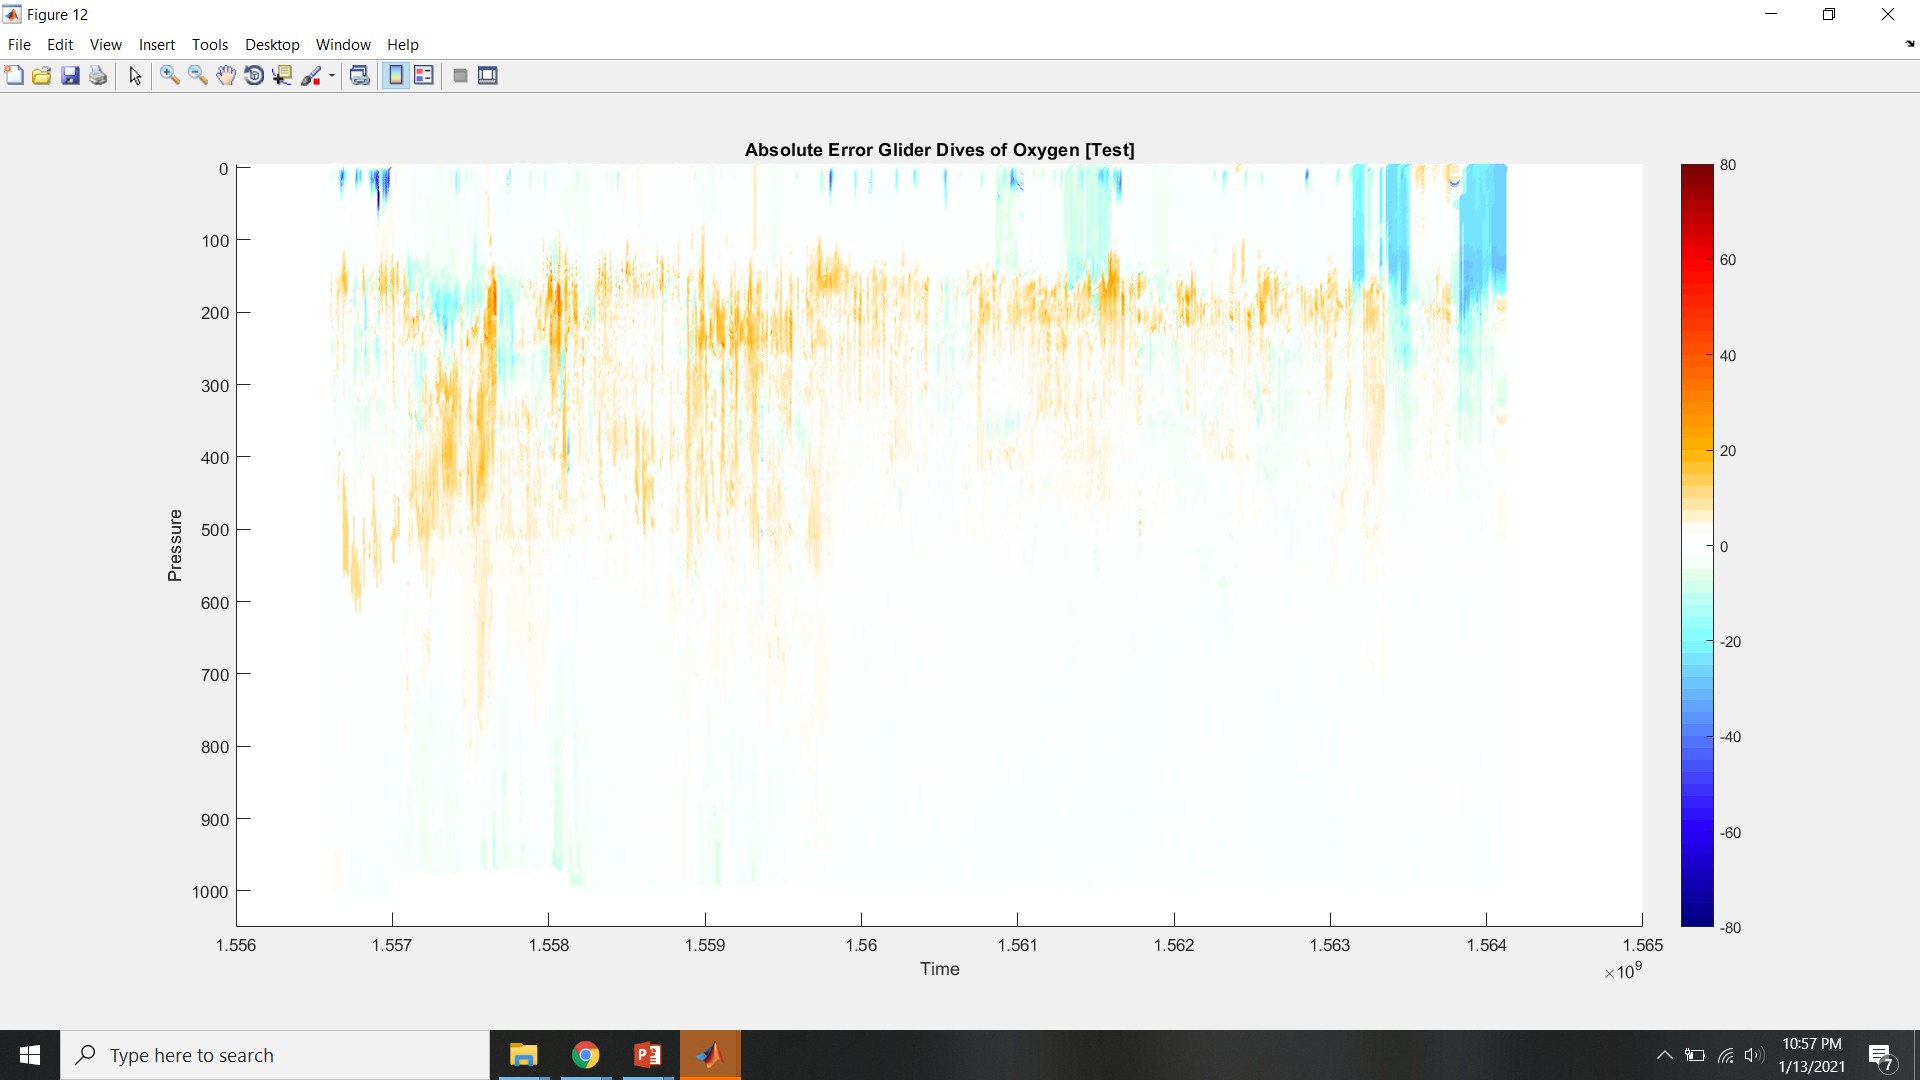 Figure 12
File Edit View Insert Tools Desktop Window Help
Absolute Error Glider Dives of Oxygen [Test]
0
100
200
300
400
500
600
700
800
900
1000
Pressure
1.556 1.557 1.558 1.559 1.56 1.561 1.562 1.563 1.564 1.565
Time
×10^9
80
60
40
20
0
-20
-40
-60
-80
Type here to search
P
10:57 PM
1/13/2021
7